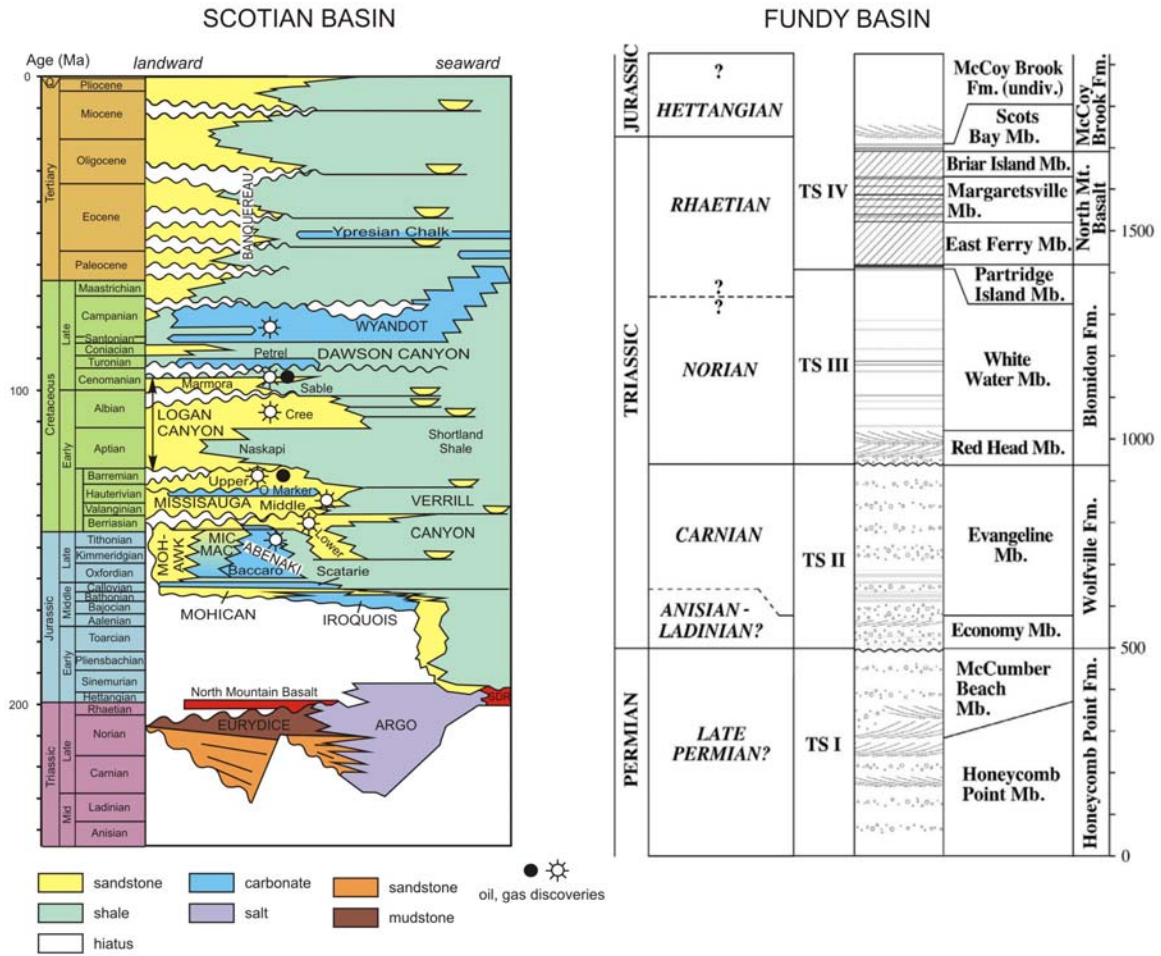 SCOTIAN BASIN
FUNDY BASIN
Age (Ma)
landward
seaward
0
100
200
Tertiary
Cretaceous
Jurassic
Triassic
Late
Early
Late
Middle
Early
Late
Mid
Q
Pliocene
Miocene
Oligocene
Eocene
Paleocene
Maastrichian
Campanian
Santonian
Coniacian
Turonian
Cenomanian
Albian
Aptian
Barremian
Hauterivian
Valanginian
Berriasian
Tithonian
Kimmeridgian
Oxfordian
Callovian
Bathonian
Bajocian
Aalenian
Toarcian
Pliensbachian
Sinemurian
Hettangian
Rhaetian
Norian
Carnian
Ladinian
Anisian
BANQUEREAU
Ypresian Chalk
WYANDOT
Petrel
DAWSON CANYON
Marmora
Sable
LOGAN
CANYON
Cree
Naskapi
Shortland
Shale
Upper
O Marker
MISSISAUGA
Middle
VERRILL
CANYON
Lower
MOH-
AWK
MIC
MAC
ABENAKI
Baccaro
Scatarie
MOHICAN
IROQUOIS
North Mountain Basalt
SDR
EURYDICE
ARGO
sandstone
carbonate
sandstone
shale
salt
mudstone
hiatus
oil, gas discoveries
JURASSIC
TRIASSIC
PERMIAN
?
HETTANGIAN
RHAETIAN
?
?
NORIAN
CARNIAN
ANISIAN -
LADINIAN?
LATE
PERMIAN?
TS IV
TS III
TS II
TS I
McCoy Brook
Fm. (undiv.)
Scots
Bay Mb.
Briar Island Mb.
Margaretsville
Mb.
East Ferry Mb.
Partridge
Island Mb.
White
Water Mb.
Red Head Mb.
Evangeline
Mb.
Economy Mb.
McCumber
Beach
Mb.
Honeycomb
Point Mb.
McCoy
Brook Fm.
North Mt.
Basalt
Blomidon Fm.
Wolfville Fm.
Honeycomb Point Fm.
1500
1000
500
0